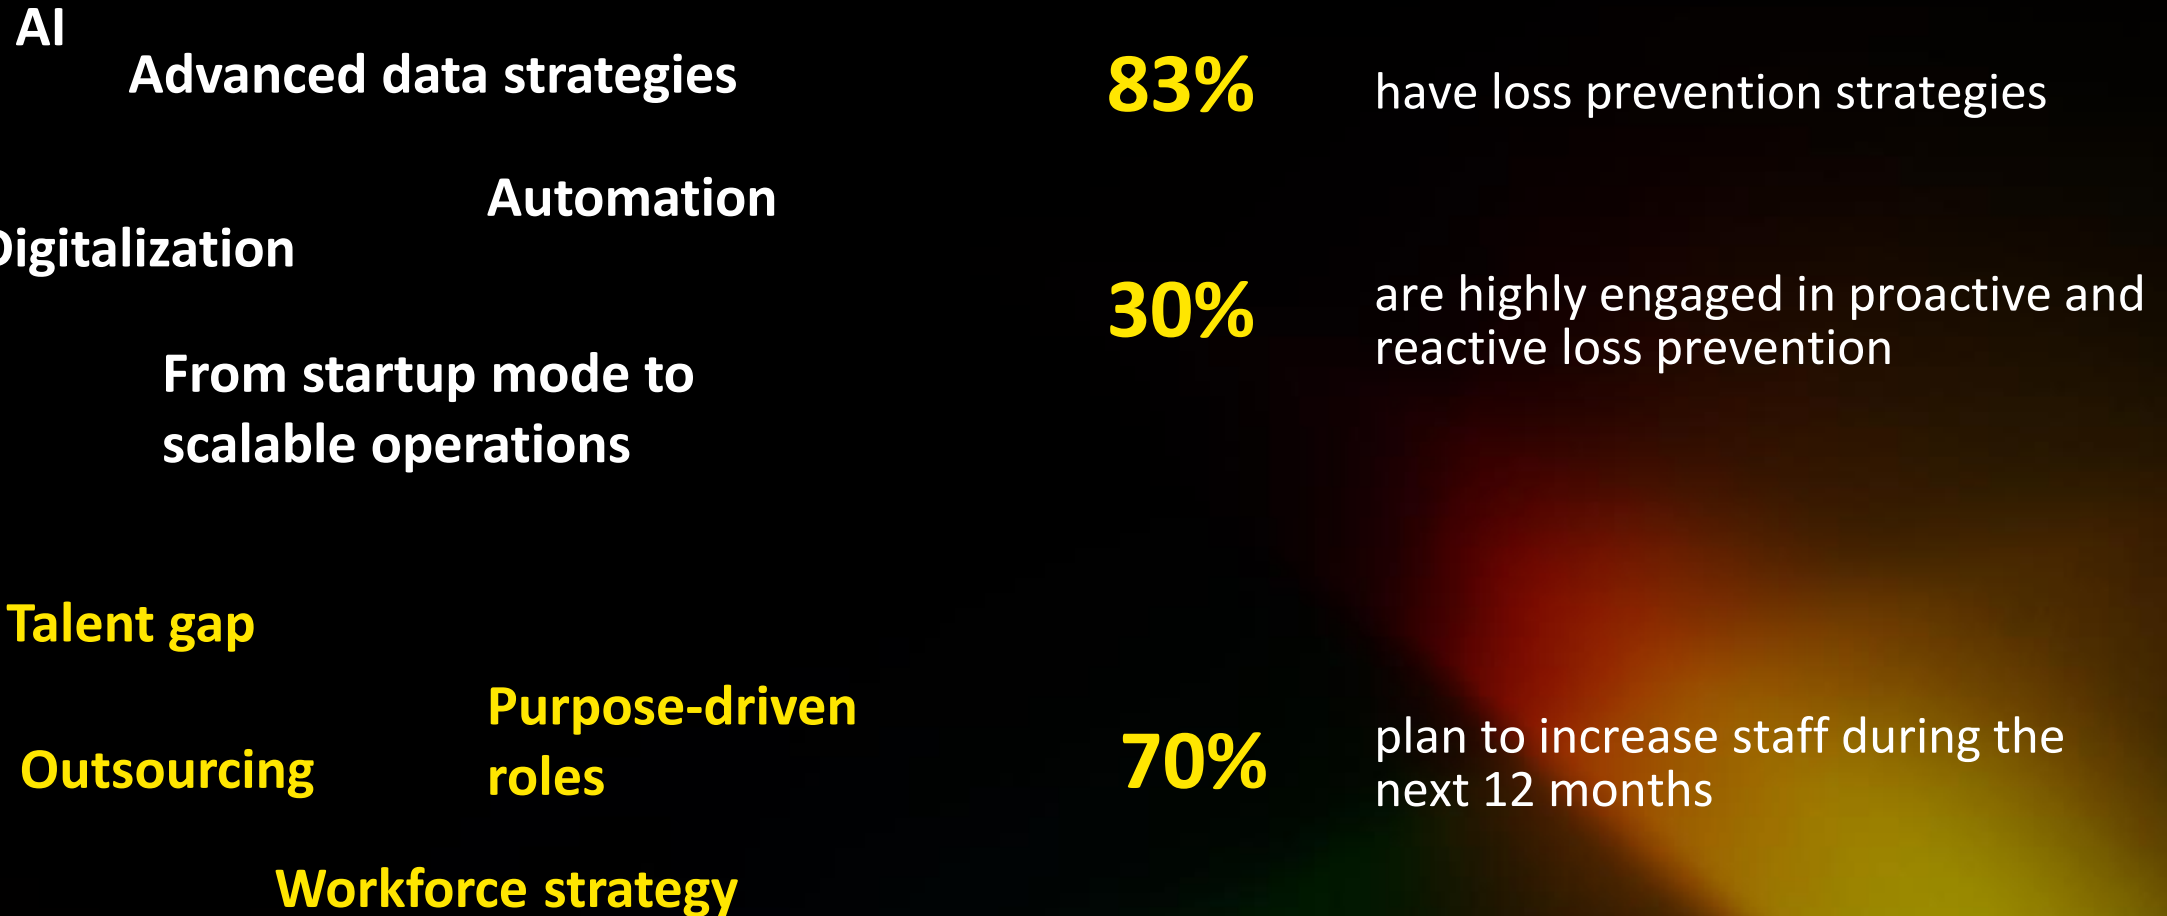 AI
Advanced data strategies
Automation
Digitalization
From startup mode to
scalable operations
83%
have loss prevention strategies
30%
are highly engaged in proactive and
reactive loss prevention
Talent gap
Purpose-driven
roles
Outsourcing
Workforce strategy
70%
plan to increase staff during the
next 12 months